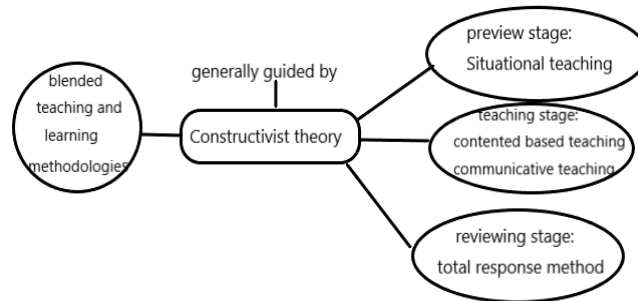 blended
teaching and
learning
methodologies
generally guided by
Constructivist theory
preview stage:
Situational teaching
teaching stage:
contented based teaching
communicative teaching
reviewing stage:
total response method